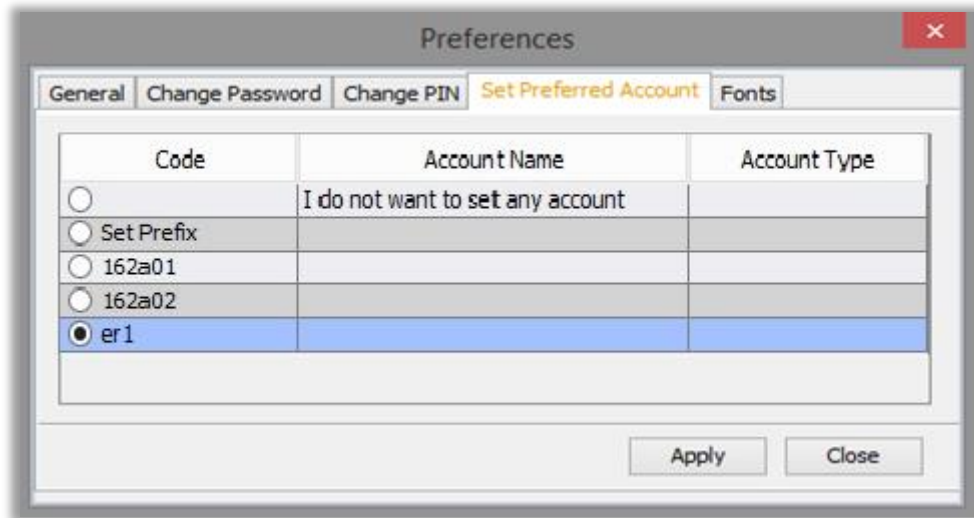 Preferences
General Change Password Change PIN Set Preferred Account Fonts
Code Account Name Account Type
I do not want to set any account
Set Prefix
162a01
162a02
er1
Apply Close